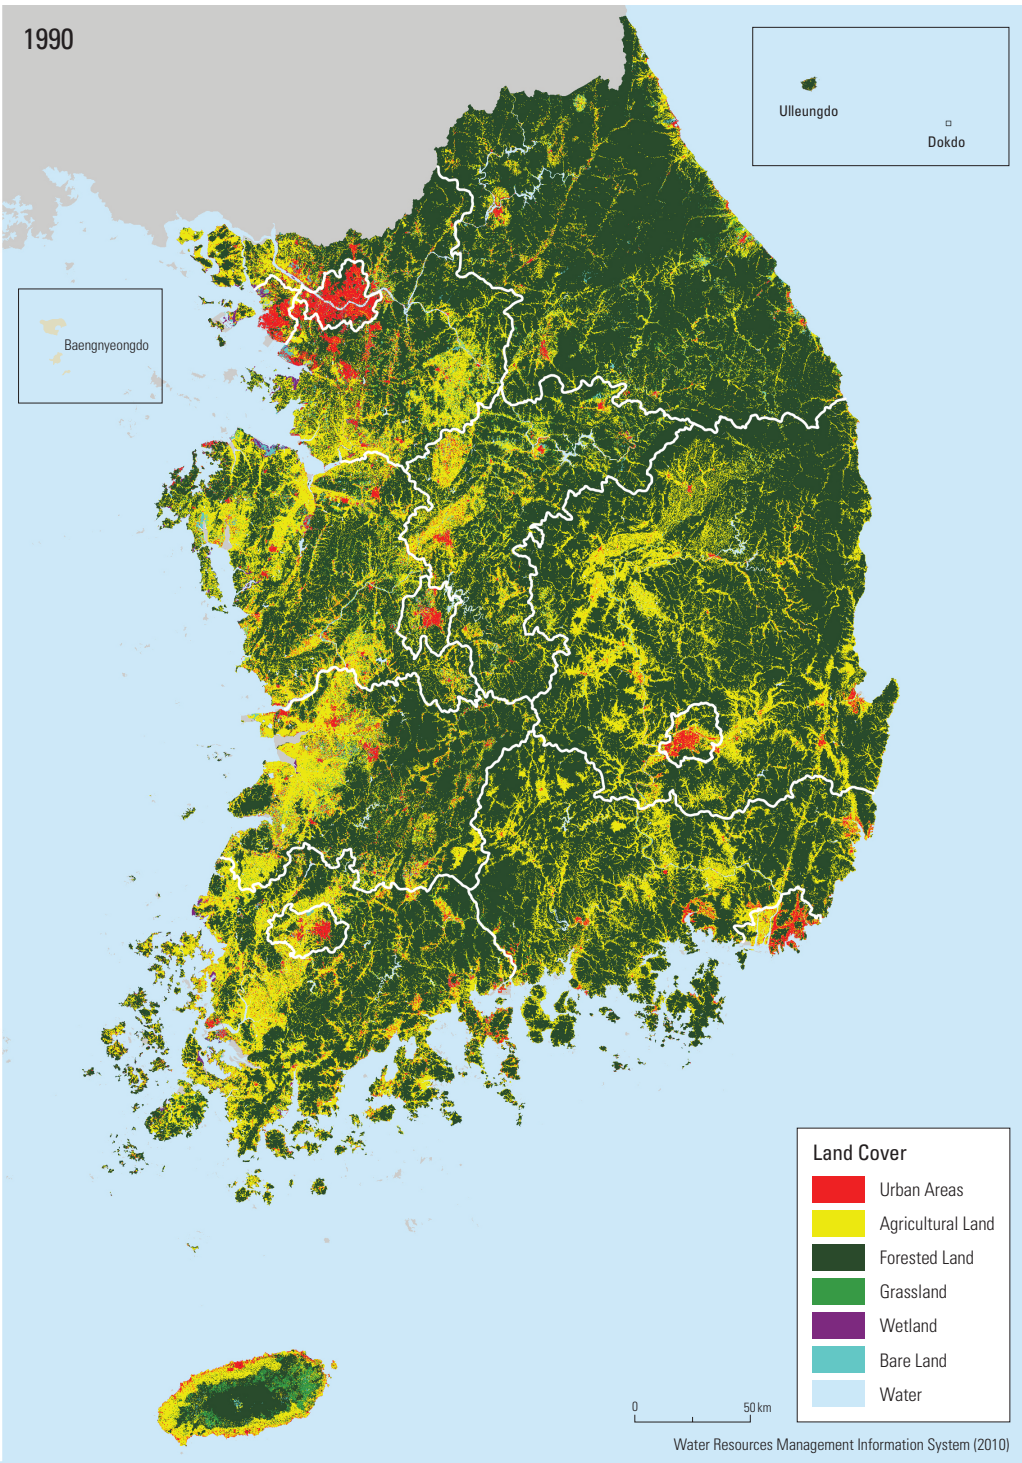 1990
Ulleungdo
Dokdo
Baengnyeongdo
Land Cover
Urban Areas
Agricultural Land
Forested Land
Grassland
Wetland
Bare Land
Water
0 50 km
Water Resources Management Information System (2010)